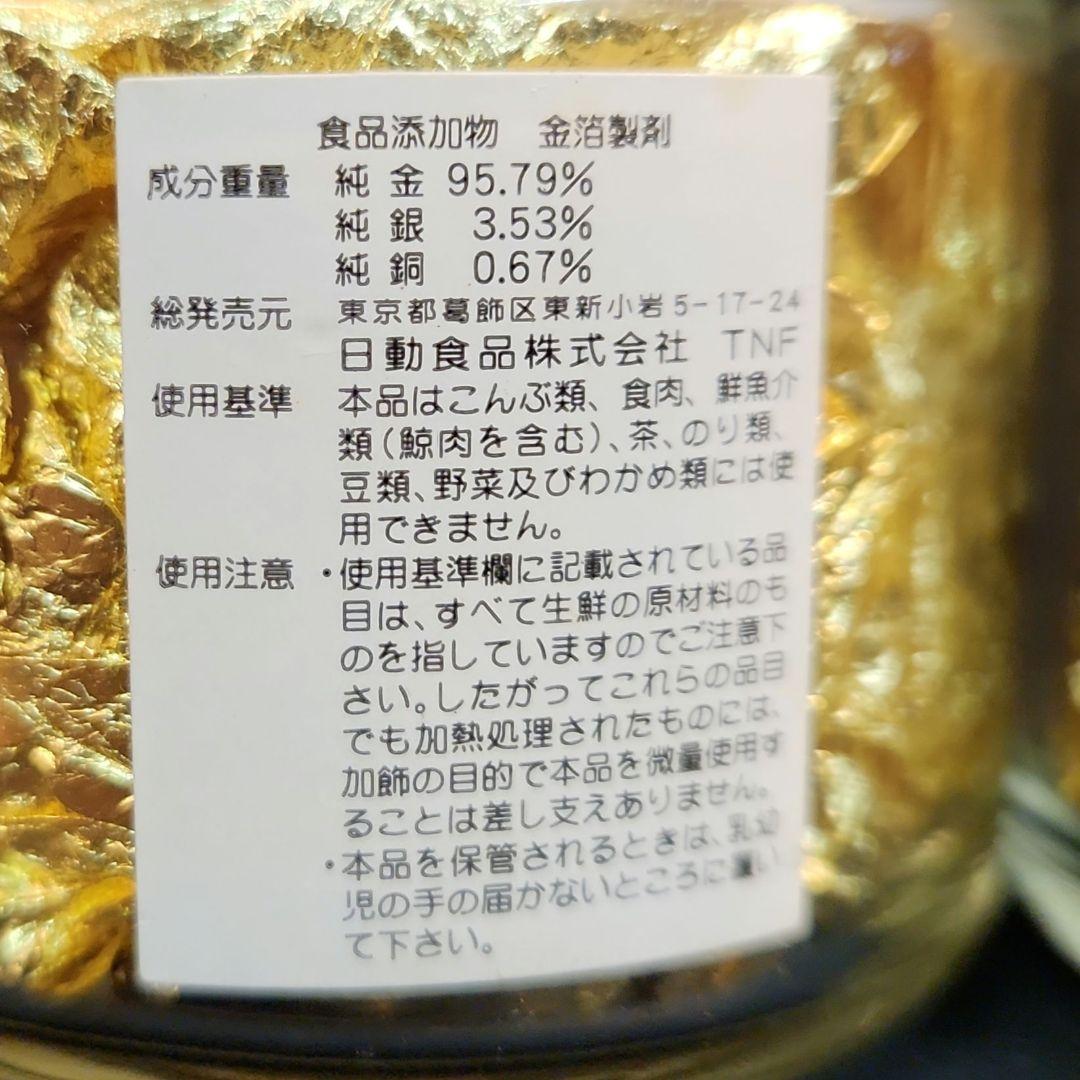 食品添加物 金箔製剤
成分重量 純金 95.79%
純銀 3.53%
純銅 0.67%
総発売元 東京都葛飾区東新小岩5-17-24
日動食品株式会社 TNF
使用基準 本品はこんぶ類、食肉、鮮魚介
類(鯨肉を含む)、茶、のり類、
豆類、野菜及びわかめ類には使
用できません。
使用注意 ・使用基準欄に記載されている品
目は、すべて生鮮の原材料のも
のを指していますのでご注意下
さい。したがってこれらの品目
でも加熱処理されたものには、
加飾の目的で本品を微量使用す
ることは差し支えありません。
・本品を保管されるときは、乳幼
児の手の届かないところに置い
て下さい。